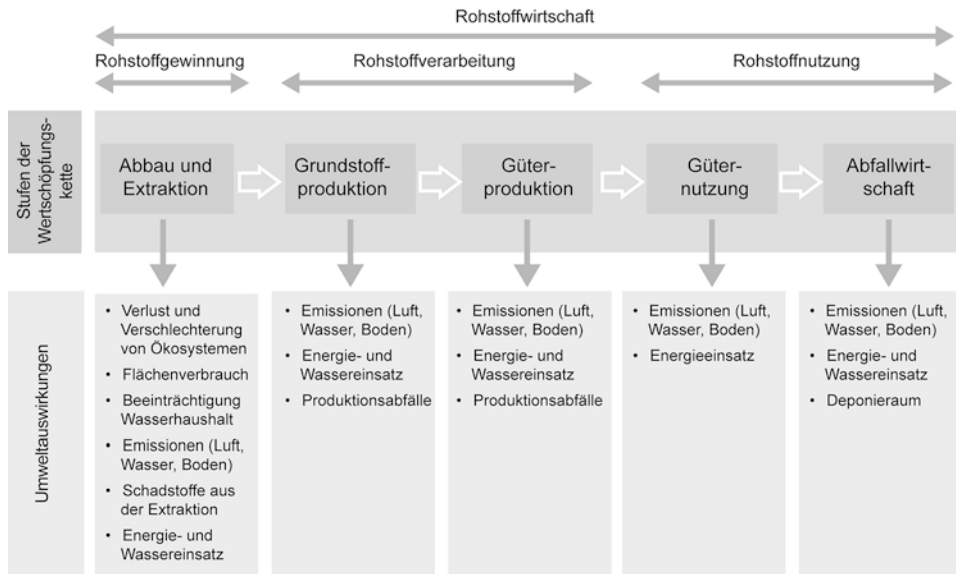 Rohstoffwirtschaft
Rohstoffgewinnung
Rohstoffverarbeitung
Rohstoffnutzung
Stufen der
Wertschöpfungs-
kette
Abbau und
Extraktion
Grundstoff-
produktion
Güter-
produktion
Güter-
nutzung
Abfallwirt-
schaft
Umweltauswirkungen
• Verlust und
Verschlechterung
von Ökosystemen
• Flächenverbrauch
• Beeinträchtigung
Wasserhaushalt
• Emissionen (Luft,
Wasser, Boden)
• Schadstoffe aus
der Extraktion
• Energie- und
Wassereinsatz
• Emissionen (Luft,
Wasser, Boden)
• Energie- und
Wassereinsatz
• Produktionsabfälle
• Emissionen (Luft,
Wasser, Boden)
• Energie- und
Wassereinsatz
• Produktionsabfälle
• Emissionen (Luft,
Wasser, Boden)
• Energieeinsatz
• Emissionen (Luft,
Wasser, Boden)
• Energie- und
Wassereinsatz
• Deponieraum